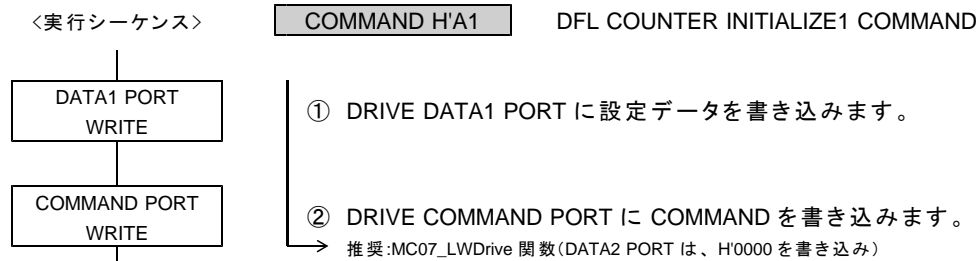 <実行シーケンス>
COMMAND H'A1 DFL COUNTER INITIALIZE1 COMMAND
DATA1 PORT
WRITE
① DRIVE DATA1 PORT に設定データを書き込みます。
COMMAND PORT
WRITE
② DRIVE COMMAND PORT に COMMAND を書き込みます。
推奨:MC07_LWDrive 関数(DATA2 PORT は、H'0000 を書き込み)